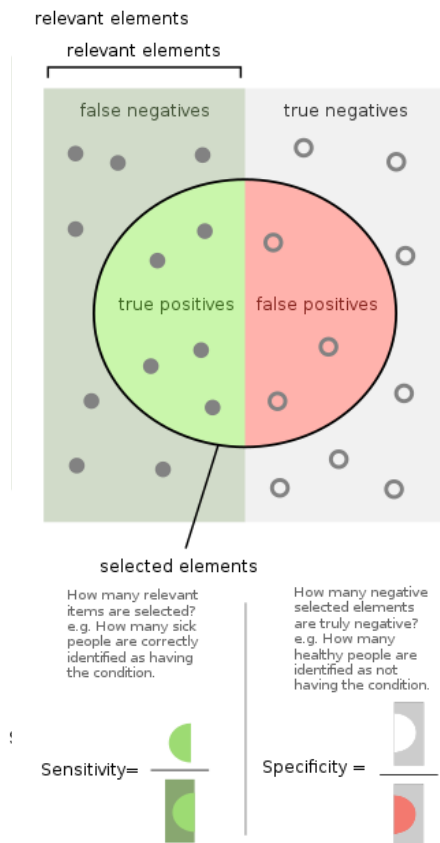 relevant elements
relevant elements
false negatives
true negatives
true positives
false positives
selected elements
How many relevant
items are selected?
e.g. How many sick
people are correctly
identified as having
the condition.
How many negative
selected elements
are truly negative?
e.g. How many
healthy people are
identified as not
having the condition.
Sensitivity=
Specificity =